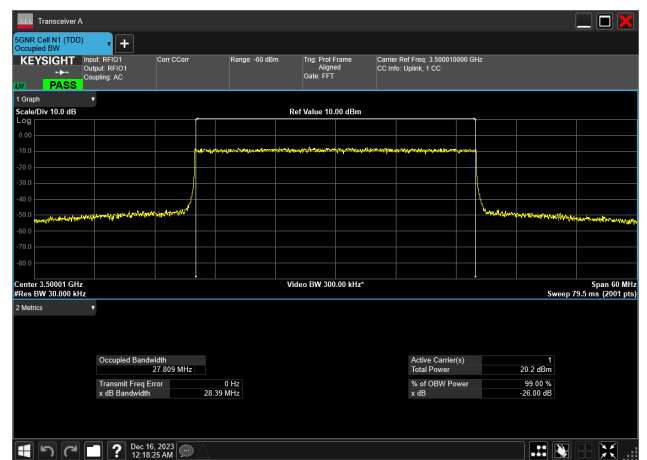 Transceiver A
5GNR Cell N1 (TDD)
Occupied BW
KEYSIGHT
LV
PASS
Input: RFIO1
Output: RFIO1
Coupling: AC
Corr CCorr
Range: -60 dBm
Trig: Prot Frame
Aligned
Gate: FFT
Carrier Ref Freq: 3.500010000 GHz
CC Info: Uplink, 1 CC
1 Graph
Scale/Div 10.0 dB
Ref Value 10.00 dBm
Log
0.00
-10.0
-20.0
-30.0
-40.0
-50.0
-60.0
-70.0
-80.0
Center 3.50001 GHz
Video BW 300.00 kHz*
Span 60 MHz
#Res BW 30.000 kHz
Sweep 79.5 ms (2001 pts)
2 Metrics
Occupied Bandwidth
27.809 MHz
Active Carrier(s) 1
Total Power 20.2 dBm
Transmit Freq Error 0 Hz
x dB Bandwidth 28.39 MHz
% of OBW Power 99.00 %
x dB -26.00 dB
?
Dec 16, 2023
12:18:25 AM